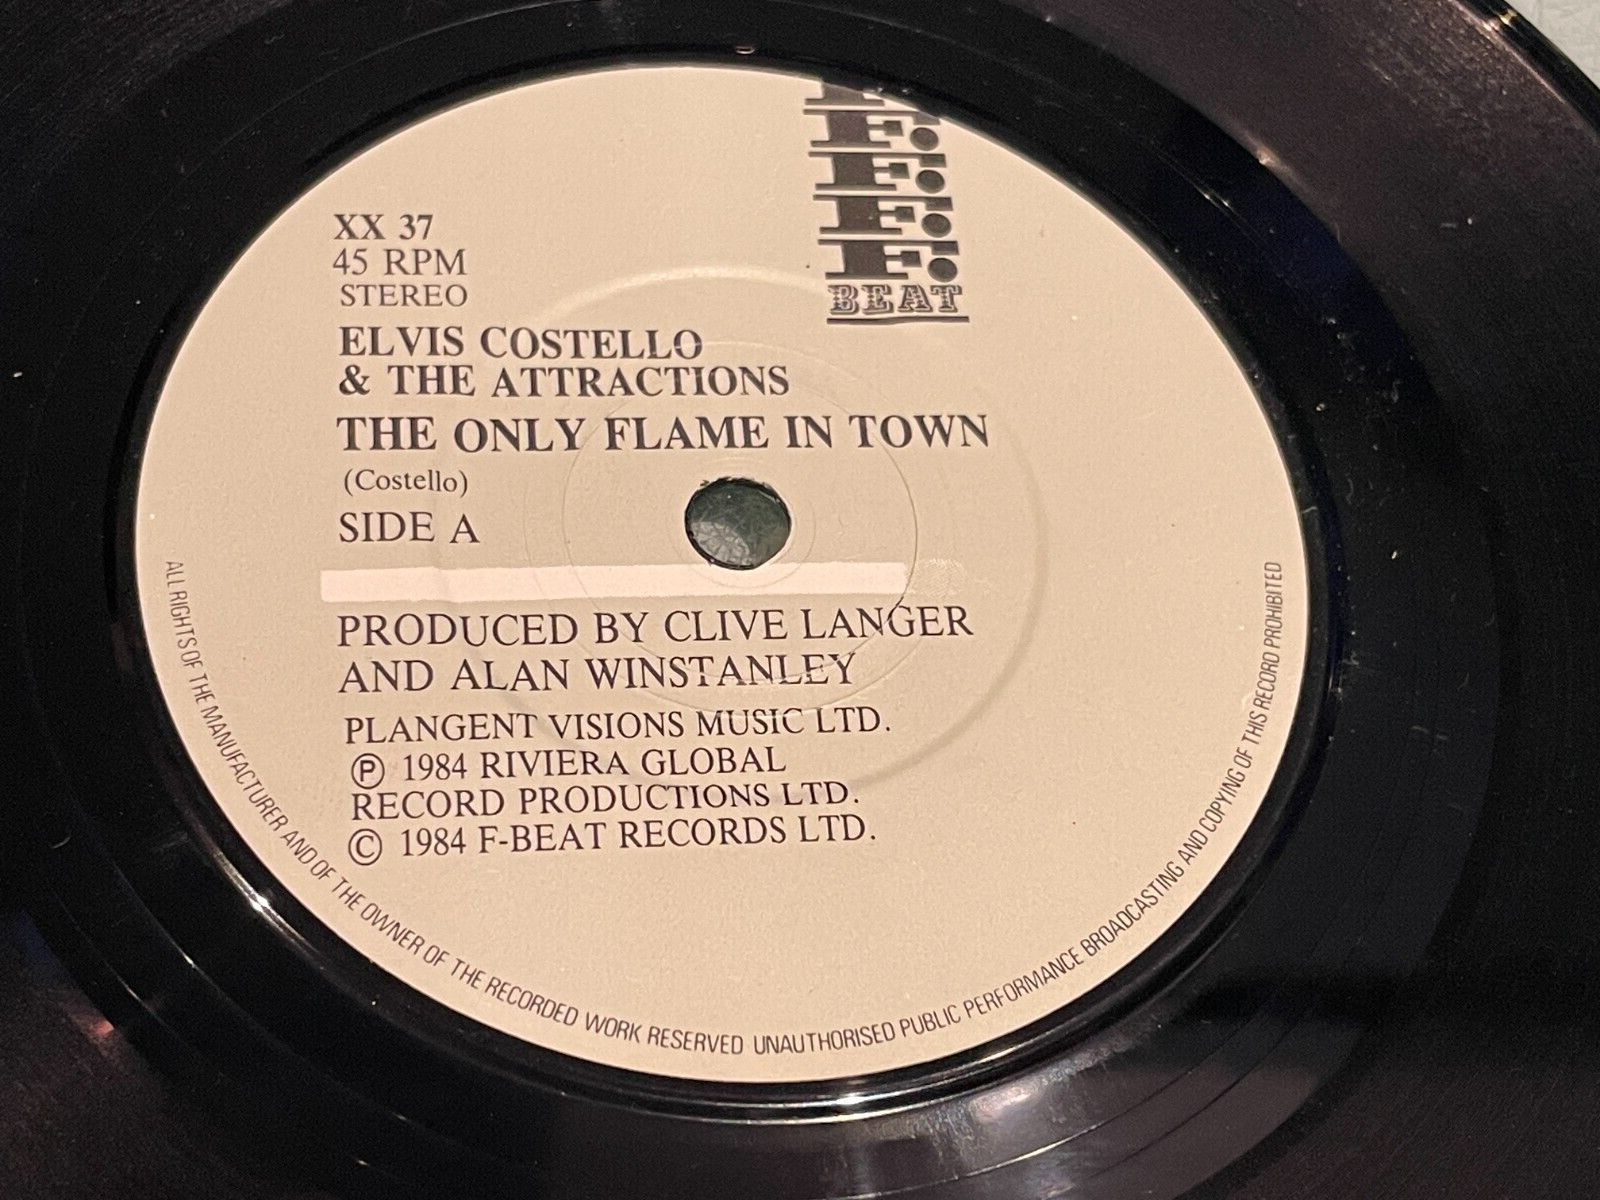 F.
F.
F.
F.
F.
BEAT
XX 37
45 RPM
STEREO
ELVIS COSTELLO
& THE ATTRACTIONS
THE ONLY FLAME IN TOWN
(Costello)
SIDE A
PRODUCED BY CLIVE LANGER
AND ALAN WINSTANLEY
PLANGENT VISIONS MUSIC LTD.
Ⓟ 1984 RIVIERA GLOBAL
RECORD PRODUCTIONS LTD.
© 1984 F-BEAT RECORDS LTD.
ALL RIGHTS OF THE MANUFACTURER AND OF THE OWNER OF THE RECORDED WORK RESERVED UNAUTHORISED PUBLIC PERFORMANCE BROADCASTING AND COPYING OF THIS RECORD PROHIBITED